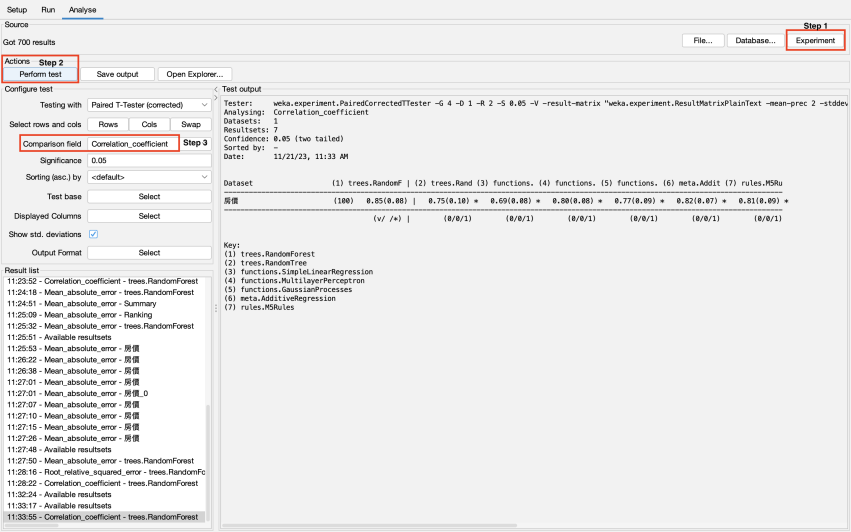 Setup Run Analyse
Source
Step 1
Got 700 results
File... Database... Experiment
Actions Step 2
Perform test Save output Open Explorer...
Configure test
Testing with Paired T-Tester (corrected)
Select rows and cols Rows Cols Swap
Comparison field Correlation_coefficient Step 3
Significance 0.05
Sorting (asc.) by <default>
Test base Select
Displayed Columns Select
Show std. deviations
Output Format Select
Result list
11:23:52 - Correlation_coefficient - trees.RandomForest
11:24:18 - Mean_absolute_error - trees.RandomForest
11:24:51 - Mean_absolute_error - Summary
11:25:09 - Mean_absolute_error - Ranking
11:25:32 - Mean_absolute_error - trees.RandomForest
11:25:51 - Available resultsets
11:25:53 - Mean_absolute_error - 房價
11:26:22 - Mean_absolute_error - 房價
11:26:38 - Mean_absolute_error - 房價
11:27:01 - Mean_absolute_error - 房價
11:27:01 - Mean_absolute_error - 房價_0
11:27:07 - Mean_absolute_error - 房價
11:27:10 - Mean_absolute_error - 房價
11:27:15 - Mean_absolute_error - 房價
11:27:26 - Mean_absolute_error - 房價
11:27:48 - Available resultsets
11:27:50 - Mean_absolute_error - trees.RandomForest
11:28:16 - Root_relative_squared_error - trees.RandomFo
11:28:22 - Correlation_coefficient - trees.RandomForest
11:32:24 - Available resultsets
11:33:17 - Available resultsets
11:33:55 - Correlation_coefficient - trees.RandomForest
Test output
Tester: weka.experiment.PairedCorrectedTTester -G 4 -D 1 -R 2 -S 0.05 -V -result-matrix "weka.experiment.ResultMatrixPlainText -mean-prec 2 -stddev
Analysing: Correlation_coefficient
Datasets: 1
Resultsets: 7
Confidence: 0.05 (two tailed)
Sorted by: -
Date: 11/21/23, 11:33 AM
Dataset (1) trees.RandomF | (2) trees.Rand (3) functions. (4) functions. (5) functions. (6) meta.Addit (7) rules.M5Ru
房價 (100) 0.85(0.08) | 0.75(0.10) * 0.69(0.08) * 0.80(0.08) * 0.77(0.09) * 0.82(0.07) * 0.81(0.09) *
(v/ /*) | (0/0/1) (0/0/1) (0/0/1) (0/0/1) (0/0/1) (0/0/1)
Key:
(1) trees.RandomForest
(2) trees.RandomTree
(3) functions.SimpleLinearRegression
(4) functions.MultilayerPerceptron
(5) functions.GaussianProcesses
(6) meta.AdditiveRegression
(7) rules.M5Rules